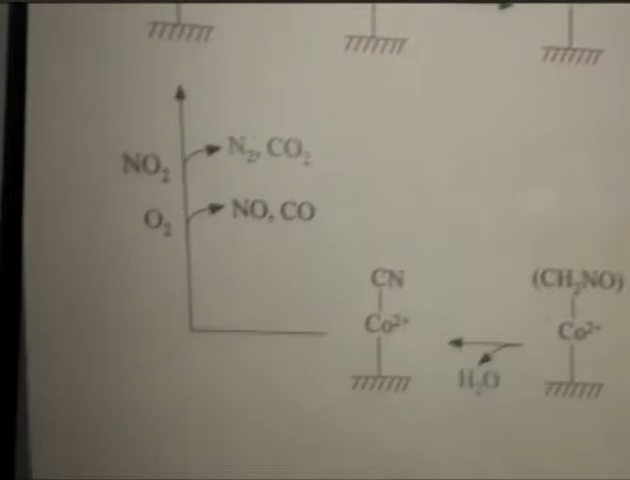 NO₂
N₂, CO₂
O₂
NO, CO
CN
Co²⁺
(CH₂NO)
Co²⁺
H₂O